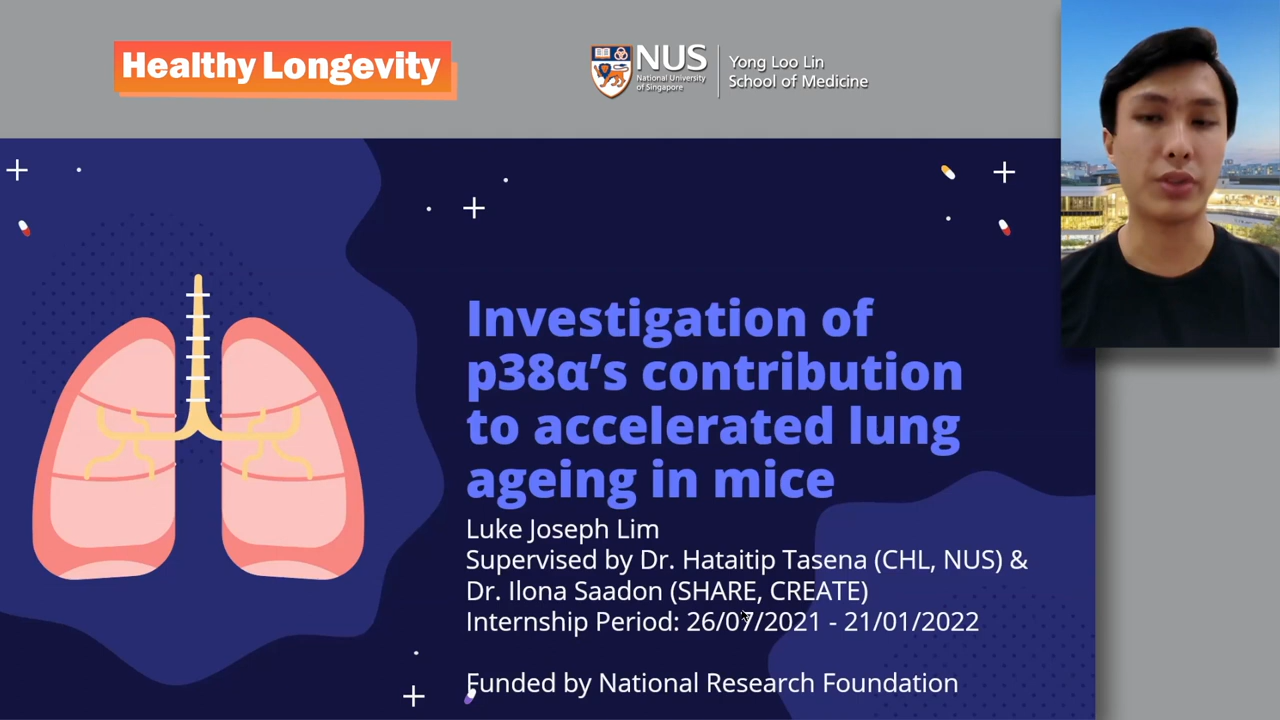 Healthy Longevity
NUS
National University
of Singapore
Yong Loo Lin
School of Medicine
Investigation of
p38α’s contribution
to accelerated lung
ageing in mice
Luke Joseph Lim
Supervised by Dr. Hataitip Tasena (CHL, NUS) &
Dr. Ilona Saadon (SHARE, CREATE)
Internship Period: 26/07/2021 - 21/01/2022
Funded by National Research Foundation